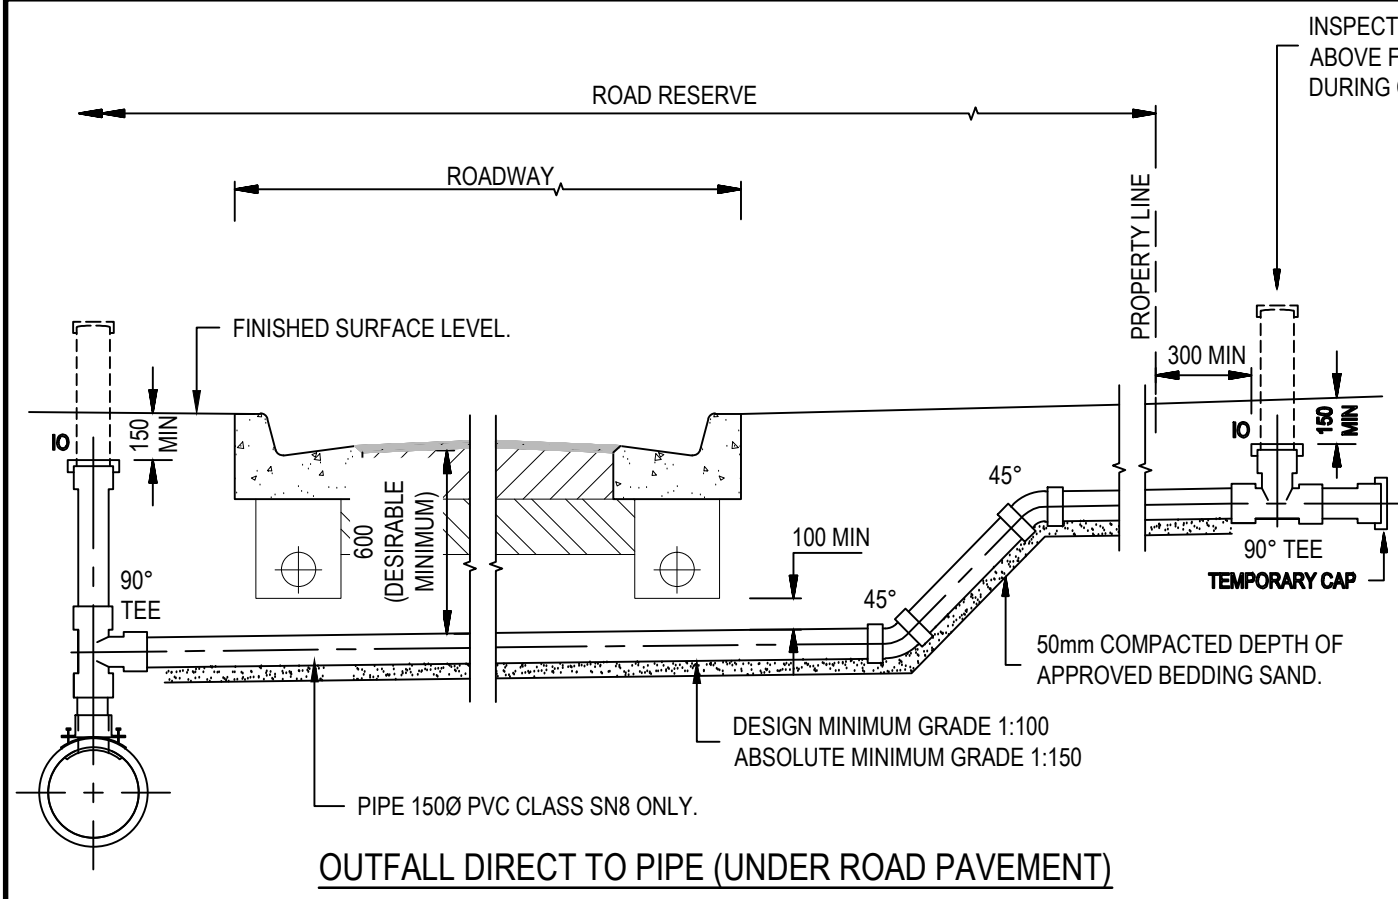 INSPECT
ABOVE F
DURING
ROAD RESERVE
ROADWAY
PROPERTY LINE
FINISHED SURFACE LEVEL.
300 MIN
IO
150
MIN
IO
150
MIN
600
(DESIRABLE
MINIMUM)
45°
100 MIN
90°
TEE
45°
90° TEE
TEMPORARY CAP
50mm COMPACTED DEPTH OF
APPROVED BEDDING SAND.
DESIGN MINIMUM GRADE 1:100
ABSOLUTE MINIMUM GRADE 1:150
PIPE 150Ø PVC CLASS SN8 ONLY.
OUTFALL DIRECT TO PIPE (UNDER ROAD PAVEMENT)